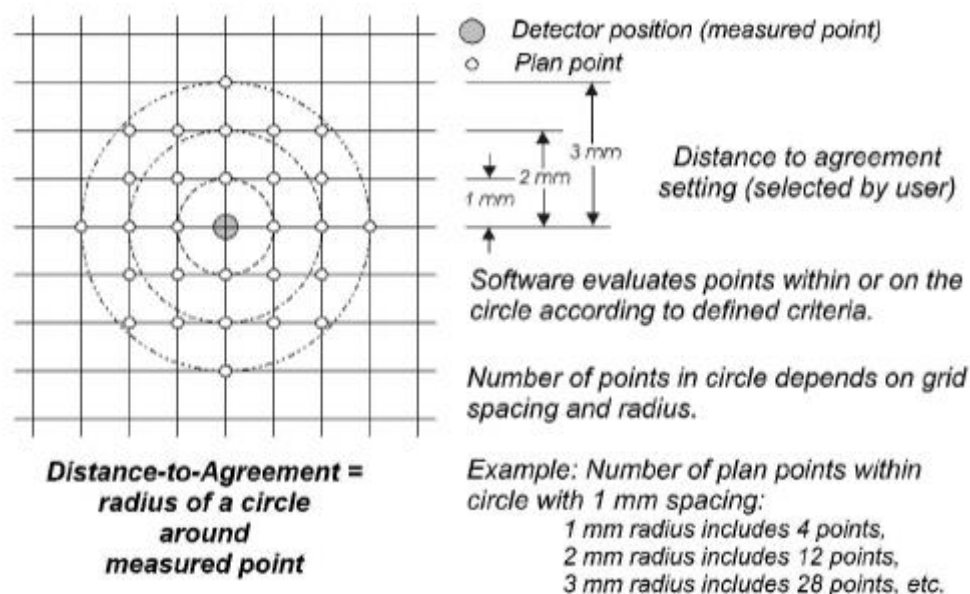 Detector position (measured point)
Plan point
3 mm
2 mm
1 mm
Distance to agreement
setting (selected by user)
Software evaluates points within or on the
circle according to defined criteria.
Number of points in circle depends on grid
spacing and radius.
Distance-to-Agreement =
radius of a circle
around
measured point
Example: Number of plan points within
circle with 1 mm spacing:
1 mm radius includes 4 points,
2 mm radius includes 12 points,
3 mm radius includes 28 points, etc.